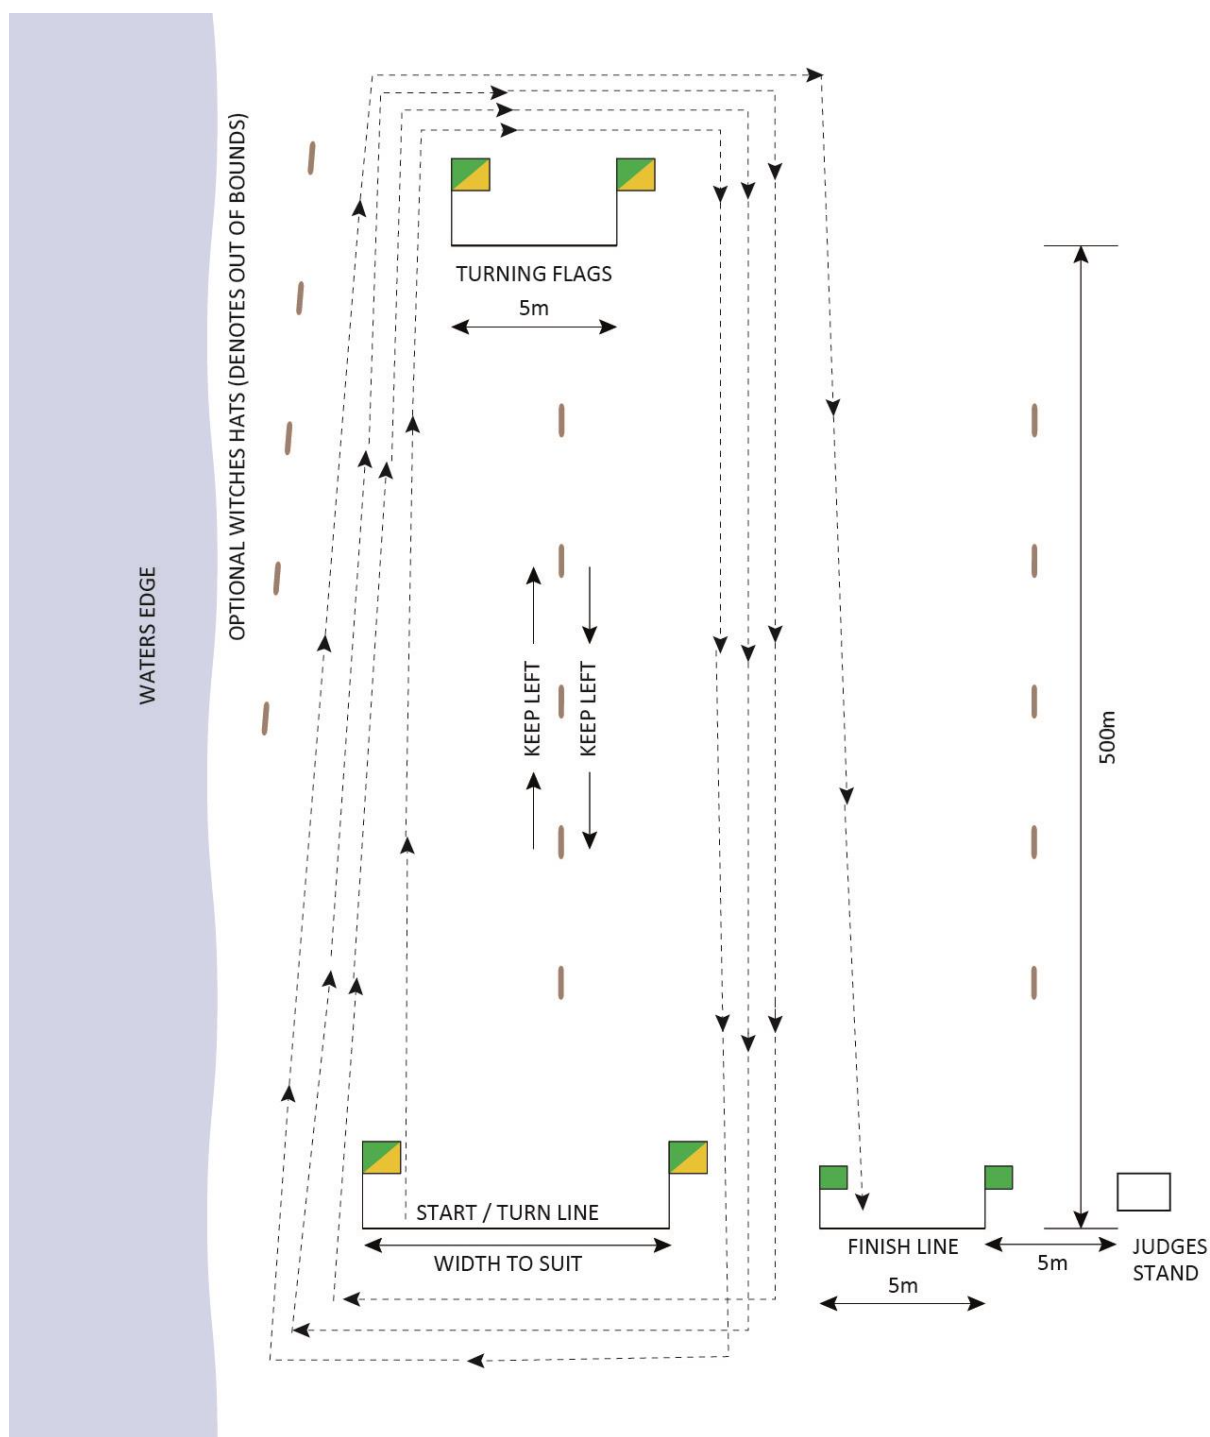 OPTIONAL WITCHES HATS (DENOTES OUT OF BOUNDS)
WATERS EDGE
TURNING FLAGS
5m
KEEP LEFT
KEEP LEFT
500m
START / TURN LINE
WIDTH TO SUIT
FINISH LINE
5m
5m
JUDGES
STAND